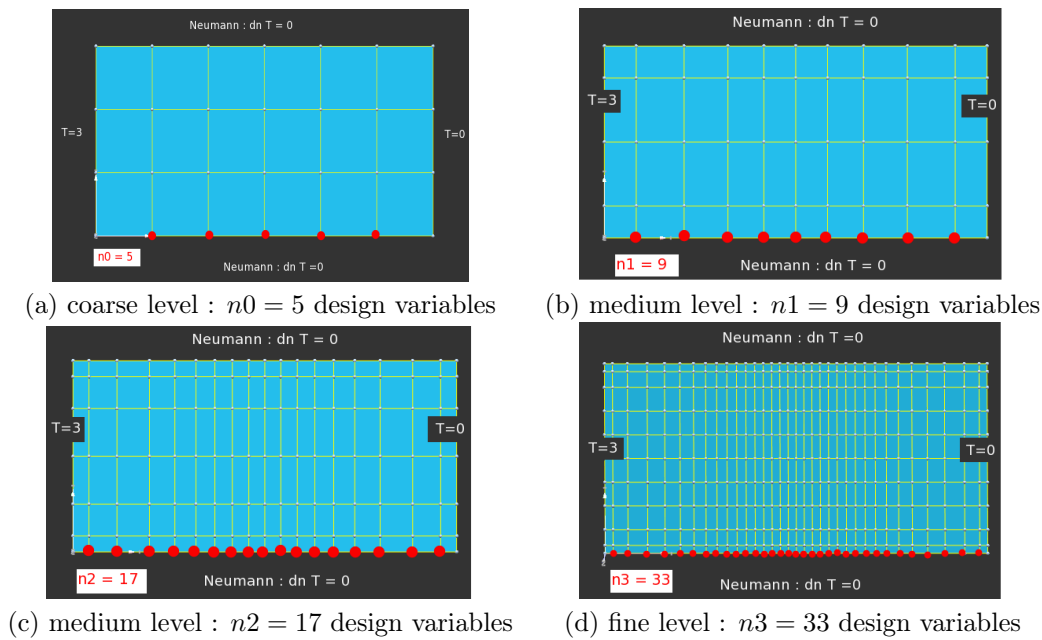 Neumann : dn T = 0
T=3
T=0
n0 = 5
Neumann : dn T =0
(a) coarse level : n0 = 5 design variables
Neumann : dn T = 0
T=3
T=0
n1 = 9
Neumann : dn T = 0
(b) medium level : n1 = 9 design variables
Neumann : dn T = 0
T=3
T=0
n2 = 17
Neumann : dn T = 0
(c) medium level : n2 = 17 design variables
Neumann : dn T =0
T=3
T=0
n3 = 33
Neumann : dn T =0
(d) fine level : n3 = 33 design variables